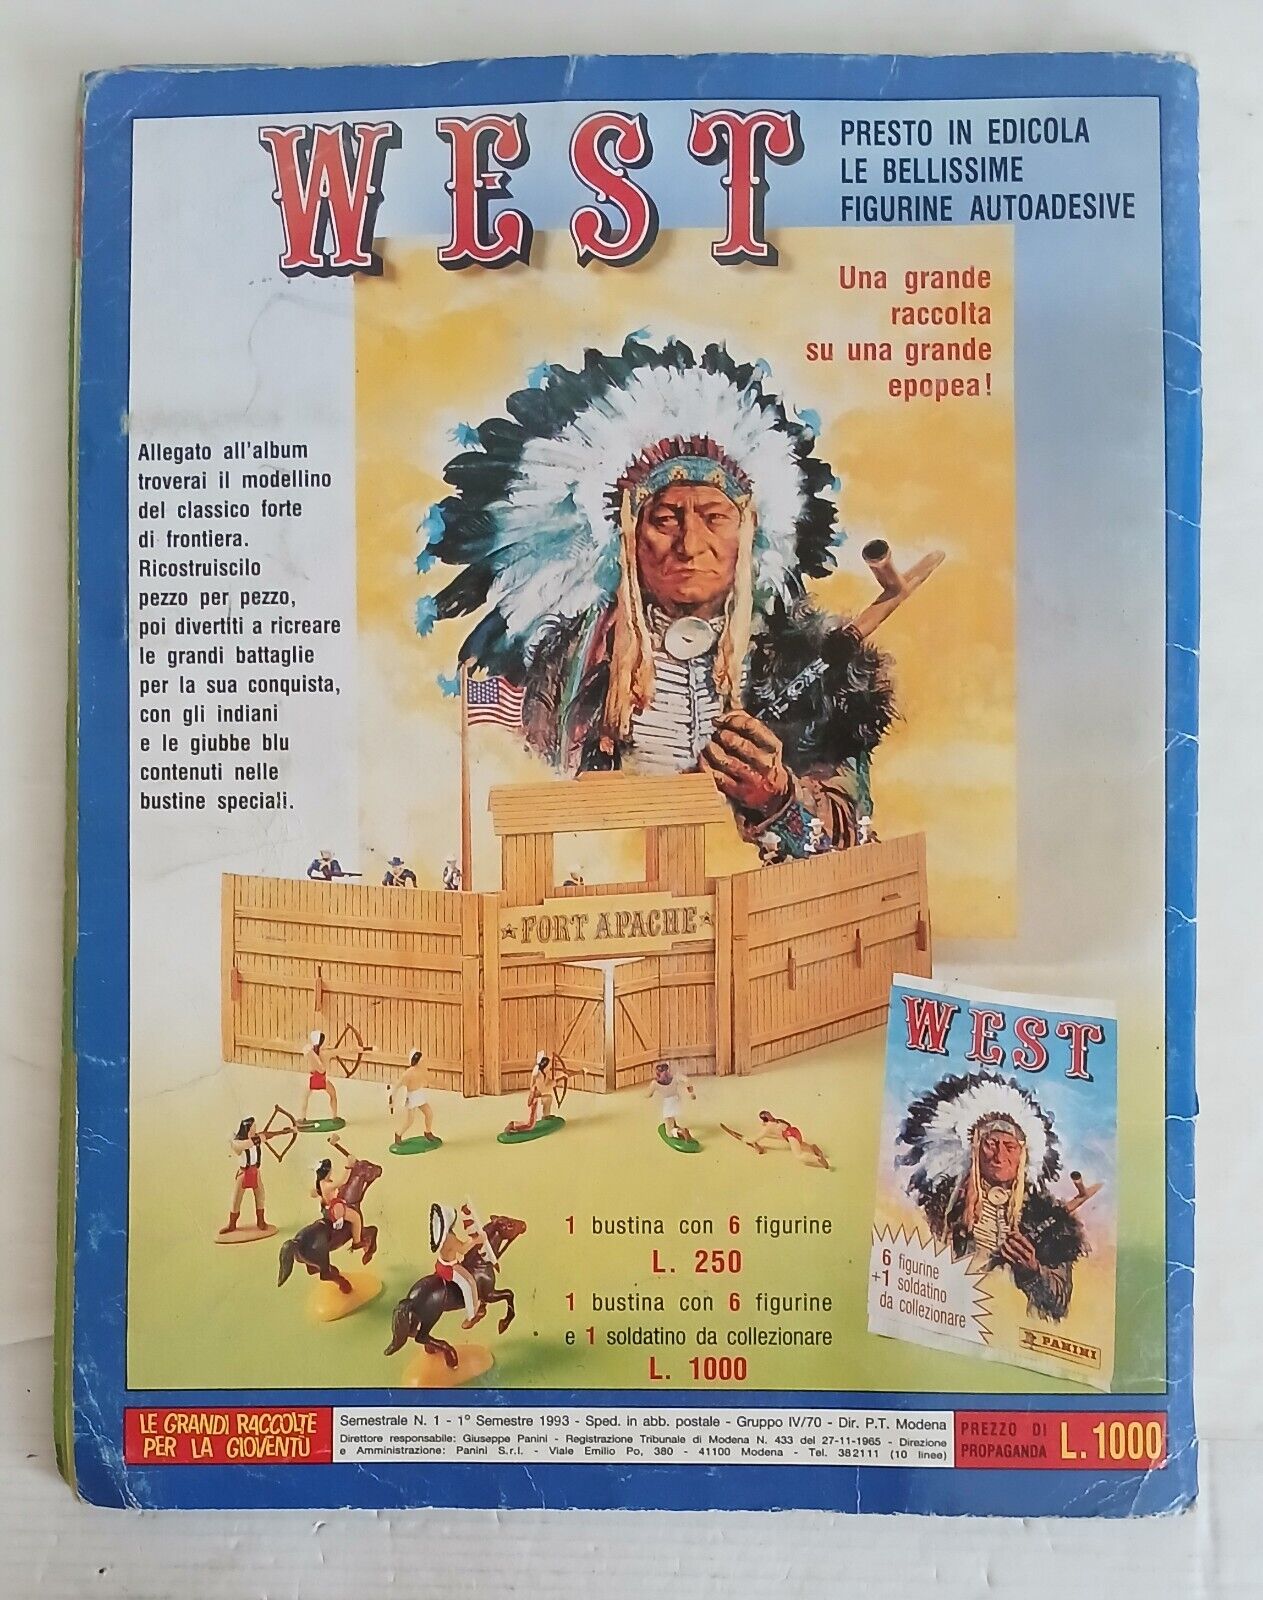 WEST
PRESTO IN EDICOLA
LE BELLISSIME
FIGURINE AUTOADESIVE
Una grande
raccolta
su una grande
epopea!
Allegato all'album
troverai il modellino
del classico forte
di frontiera.
Ricostruiscilo
pezzo per pezzo,
poi divertiti a ricreare
le grandi battaglie
per la sua conquista,
con gli indiani
e le giubbe blu
contenuti nelle
bustine speciali.
FORT APACHE
WEST
6 figurine
+1 soldatino
da collezionare
PANINI
1 bustina con 6 figurine
L. 250
1 bustina con 6 figurine
e 1 soldatino da collezionare
L. 1000
LE GRANDI RACCOLTE
PER LA GIOVENTÙ
Semestrale N. 1 - 1° Semestre 1993 - Sped. in abb. postale - Gruppo IV/70 - Dir. P.T. Modena
Direttore responsabile: Giuseppe Panini - Registrazione Tribunale di Modena N. 433 del 27-11-1965 - Direzione
e Amministrazione: Panini S.r.l. - Viale Emilio Po, 380 - 41100 Modena - Tel. 382111 (10 linee)
PREZZO DI
PROPAGANDA L. 1000